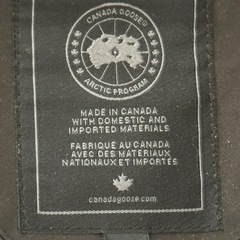 CANADA GOOSE
ARCTIC PROGRAM
MADE IN CANADA
WITH DOMESTIC AND
IMPORTED MATERIALS
FABRIQUÉ AU CANADA
AVEC DES MATERIAUX
NATIONAUX ET IMPORTÉS
canadagoose.com